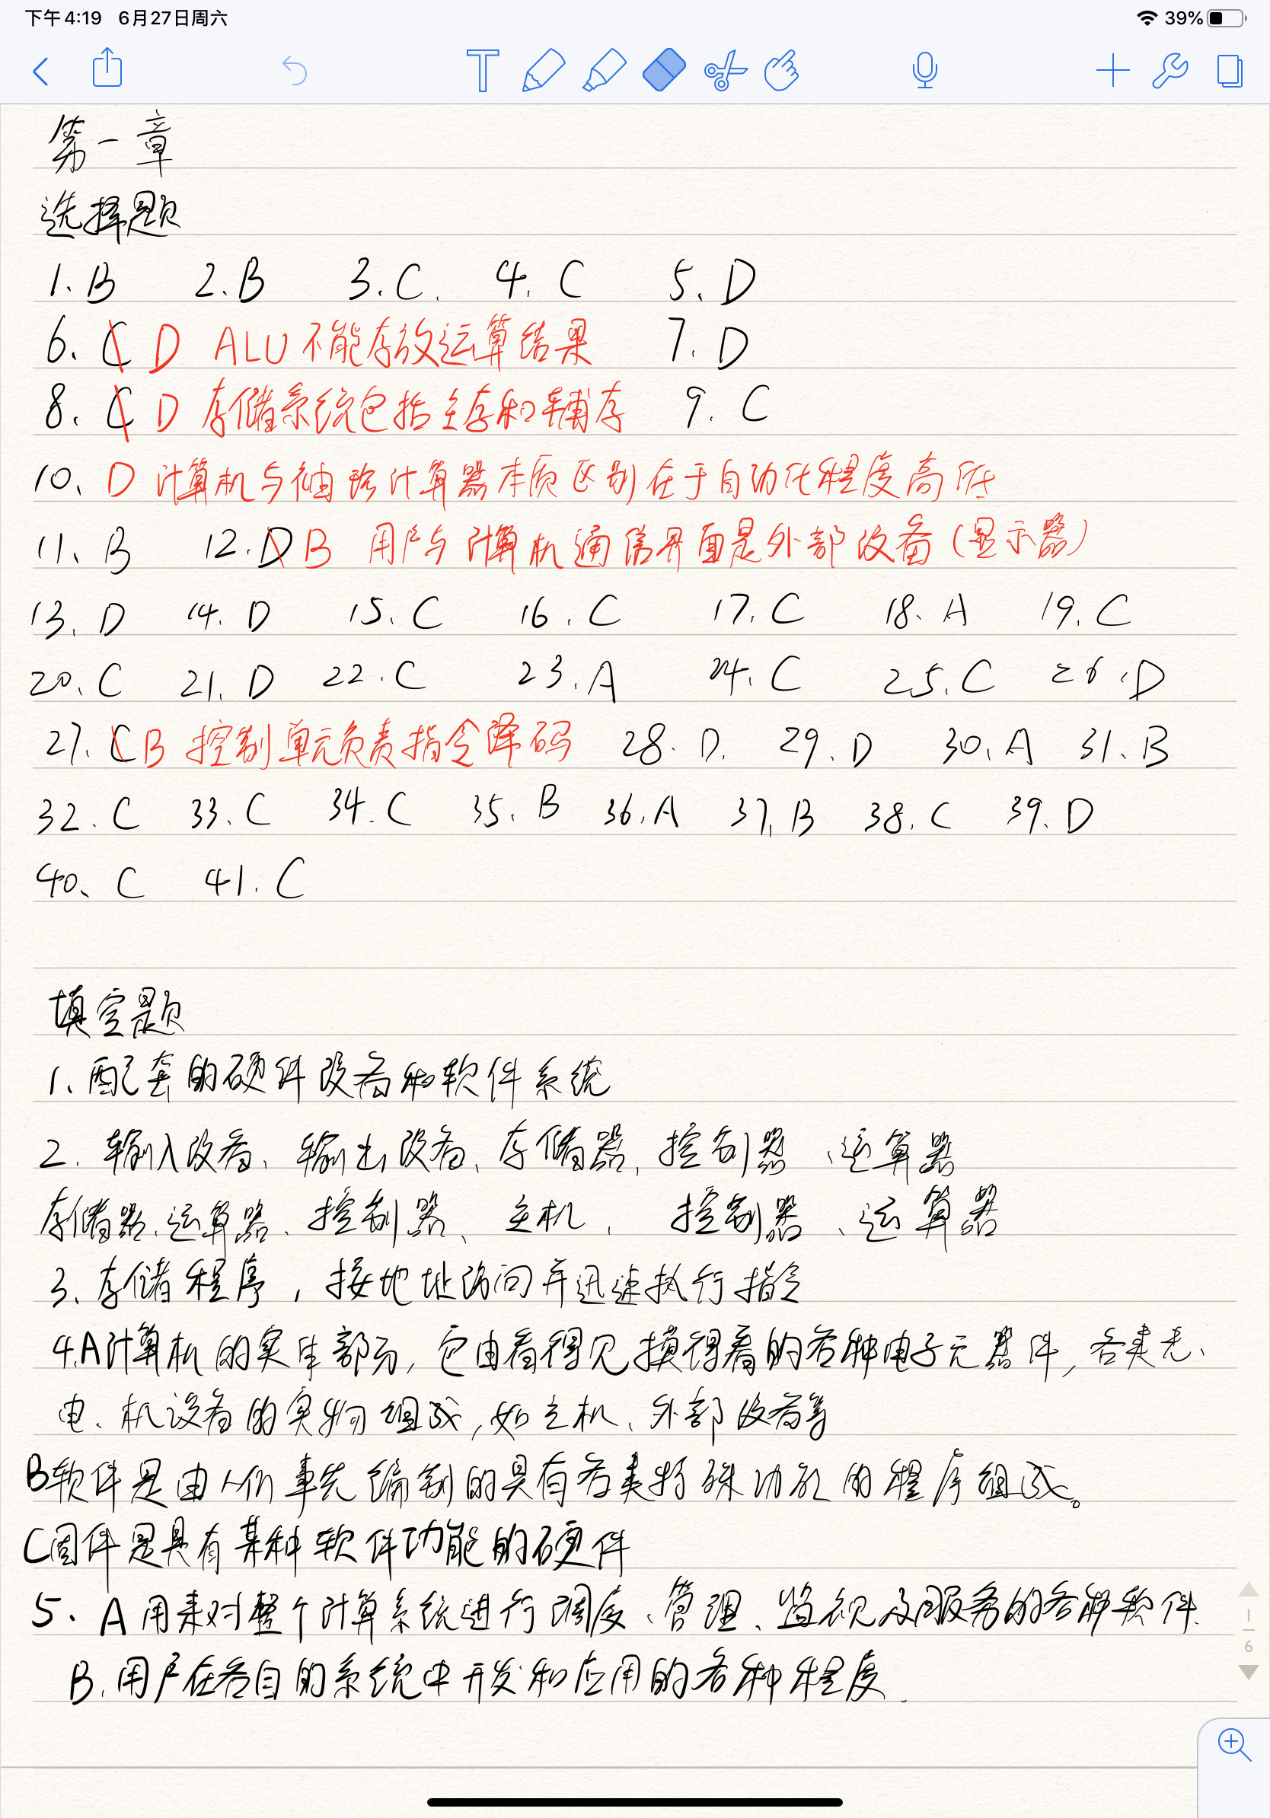 下午4:19 6月27日周六 39%
第一章
选择题
1.B 2.B 3.C. 4.C 5.D
6.C D ALU不能存放运算结果 7.D
8.C D 存储系统包括主存和辅存 9.C
10、D 计算机与袖珍计算器本质区别在于自动化程度高低
11、B 12.D B 用户与计算机通信界面是外部设备(显示器)
13、D 14.D 15.C 16.C 17.C 18.A 19.C
20、C 21、D 22.C 23.A 24.C 25.C 26.D
27.C B 控制单元负责指令降码 28.D. 29.D 30.A 31.B
32.C 33.C 34.C 35.B 36.A 37.B 38.C 39.D
40、C 41.C
填空题
1、配套的硬件设备和软件系统
2.输入设备、输出设备、存储器、控制器、运算器
存储器、运算器、控制器、主机、控制器、运算器
3、存储程序,按地址访问并迅速执行指令
4.A计算机的实体部分,它由看得见摸得着的各种电子元器件,各类光、
电、机设备的实物组成,如主机、外部设备等
B软件是由人们事先编制的具有各类特殊功能的程序组成。
C固件是具有某种软件功能的硬件
5、A用来对整个计算系统进行调度、管理、监视及服务的各种软件.
B.用户在各自的系统中开发和应用的各种程度.
1
6